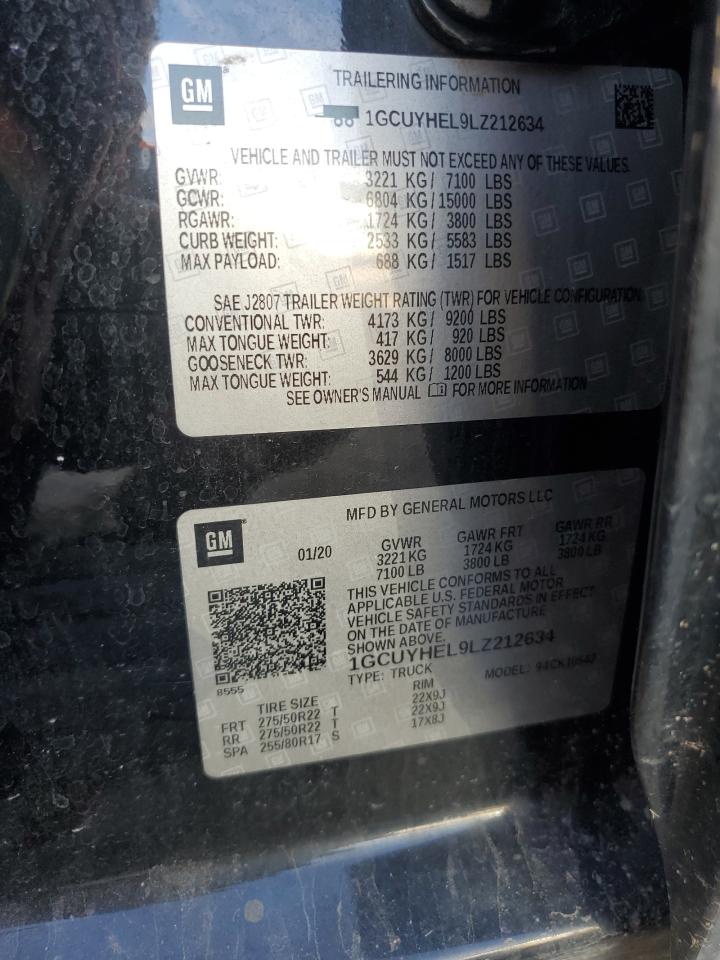 GM
TRAILERING INFORMATION
1GCUYHEL9LZ212634
VEHICLE AND TRAILER MUST NOT EXCEED ANY OF THESE VALUES.
GVWR: 3221 KG/ 7100 LBS
GCWR: 6804 KG/ 15000 LBS
RGAWR: 1724 KG/ 3800 LBS
CURB WEIGHT: 2533 KG/ 5583 LBS
MAX PAYLOAD: 688 KG/ 1517 LBS
SAE J2807 TRAILER WEIGHT RATING (TWR) FOR VEHICLE CONFIGURATION
CONVENTIONAL TWR: 4173 KG/ 9200 LBS
MAX TONGUE WEIGHT: 417 KG/ 920 LBS
GOOSENECK TWR: 3629 KG/ 8000 LBS
MAX TONGUE WEIGHT: 544 KG/ 1200 LBS
SEE OWNER'S MANUAL FOR MORE INFORMATION
GM
MFD BY GENERAL MOTORS LLC
01/20 GVWR GAWR FRT GAWR RR
3221 KG 1724 KG 1724 KG
7100 LB 3800 LB 3800 LB
THIS VEHICLE CONFORMS TO ALL
APPLICABLE U.S. FEDERAL MOTOR
VEHICLE SAFETY STANDARDS IN EFFECT
ON THE DATE OF MANUFACTURE
SHOWN ABOVE.
1GCUYHEL9LZ212634
TYPE: TRUCK MODEL: 94CK10543
8555
TIRE SIZE RIM
FRT 275/50R22 T 22X9J
RR 275/50R22 T 22X9J
SPA 255/80R17 S 17X8J